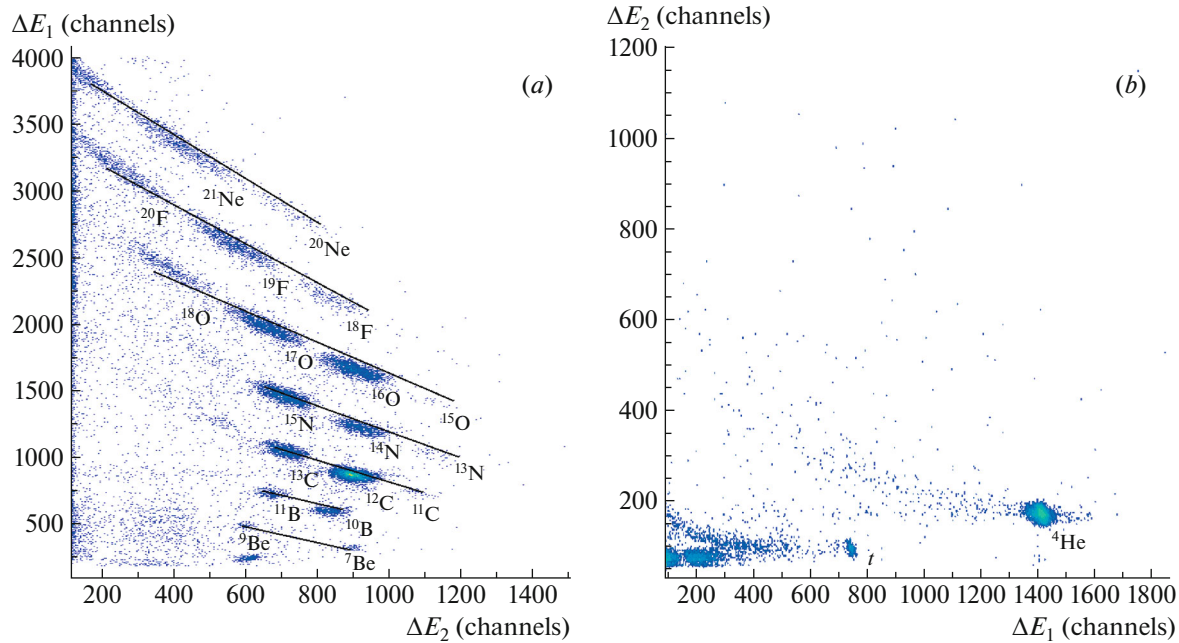 ΔE₁ (channels)
(a)
4000
3500
3000
2500
2000
1500
1000
500
²¹Ne
²⁰Ne
²⁰F
¹⁹F
¹⁸F
¹⁸O
¹⁷O
¹⁶O
¹⁵O
¹⁵N
¹⁴N
¹³N
¹³C
¹²C
¹¹C
¹¹B
¹⁰B
⁹Be
⁷Be
200 400 600 800 1000 1200 1400
ΔE₂ (channels)
ΔE₂ (channels)
(b)
1200
1000
800
600
400
200
⁴He
t
200 400 600 800 1000 1200 1400 1600 1800
ΔE₁ (channels)